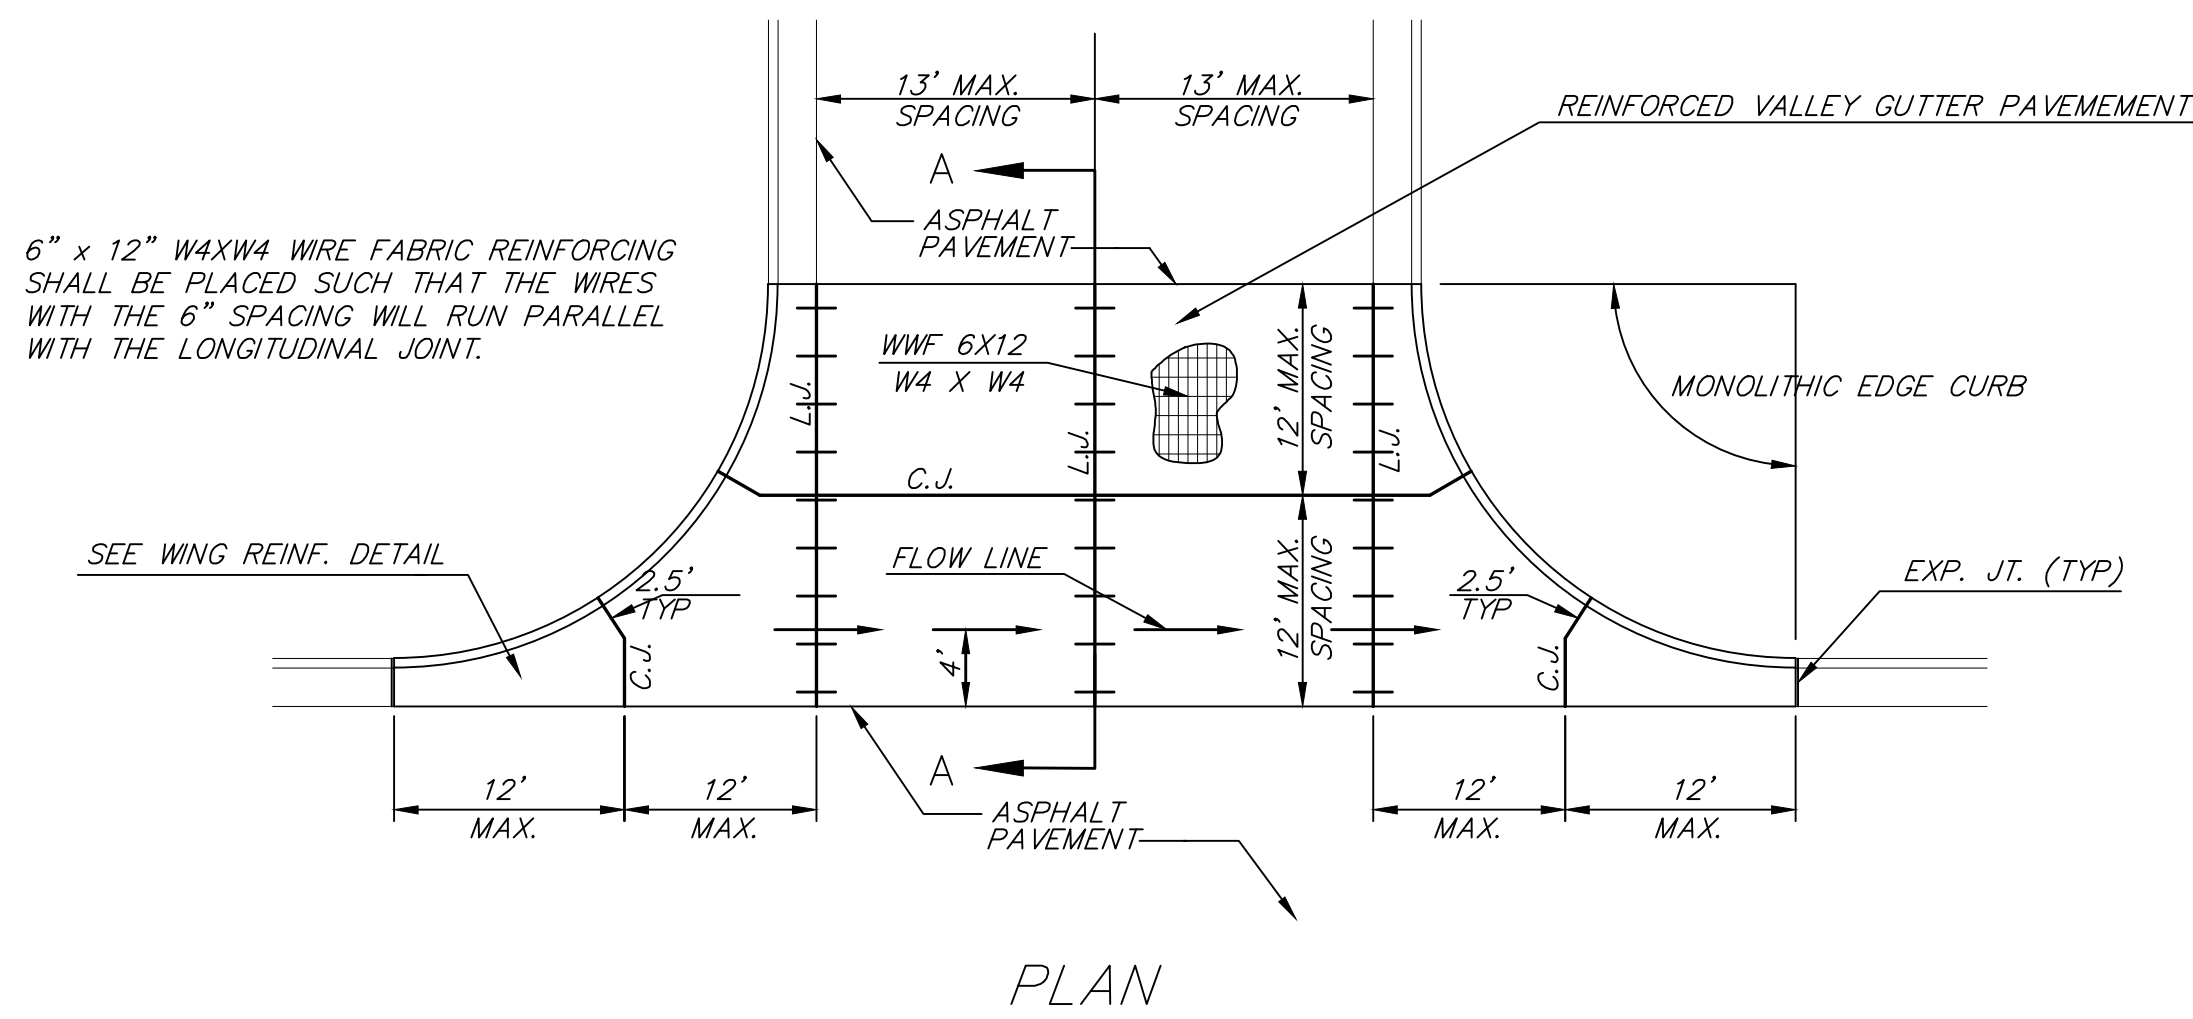 13' MAX.
SPACING
13' MAX.
SPACING
REINFORCED VALLEY GUTTER PAVEMEMENT
A
ASPHALT
PAVEMENT
6" x 12" W4XW4 WIRE FABRIC REINFORCING
SHALL BE PLACED SUCH THAT THE WIRES
WITH THE 6" SPACING WILL RUN PARALLEL
WITH THE LONGITUDINAL JOINT.
WWF 6X12
W4 X W4
12' MAX.
SPACING
MONOLITHIC EDGE CURB
L.J.
L.J.
L.J.
C.J.
SEE WING REINF. DETAIL
2.5'
TYP
FLOW LINE
12' MAX.
SPACING
2.5'
TYP
EXP. JT. (TYP)
C.J.
4'
C.J.
12'
MAX.
12'
MAX.
A
ASPHALT
PAVEMENT
12'
MAX.
12'
MAX.
PLAN